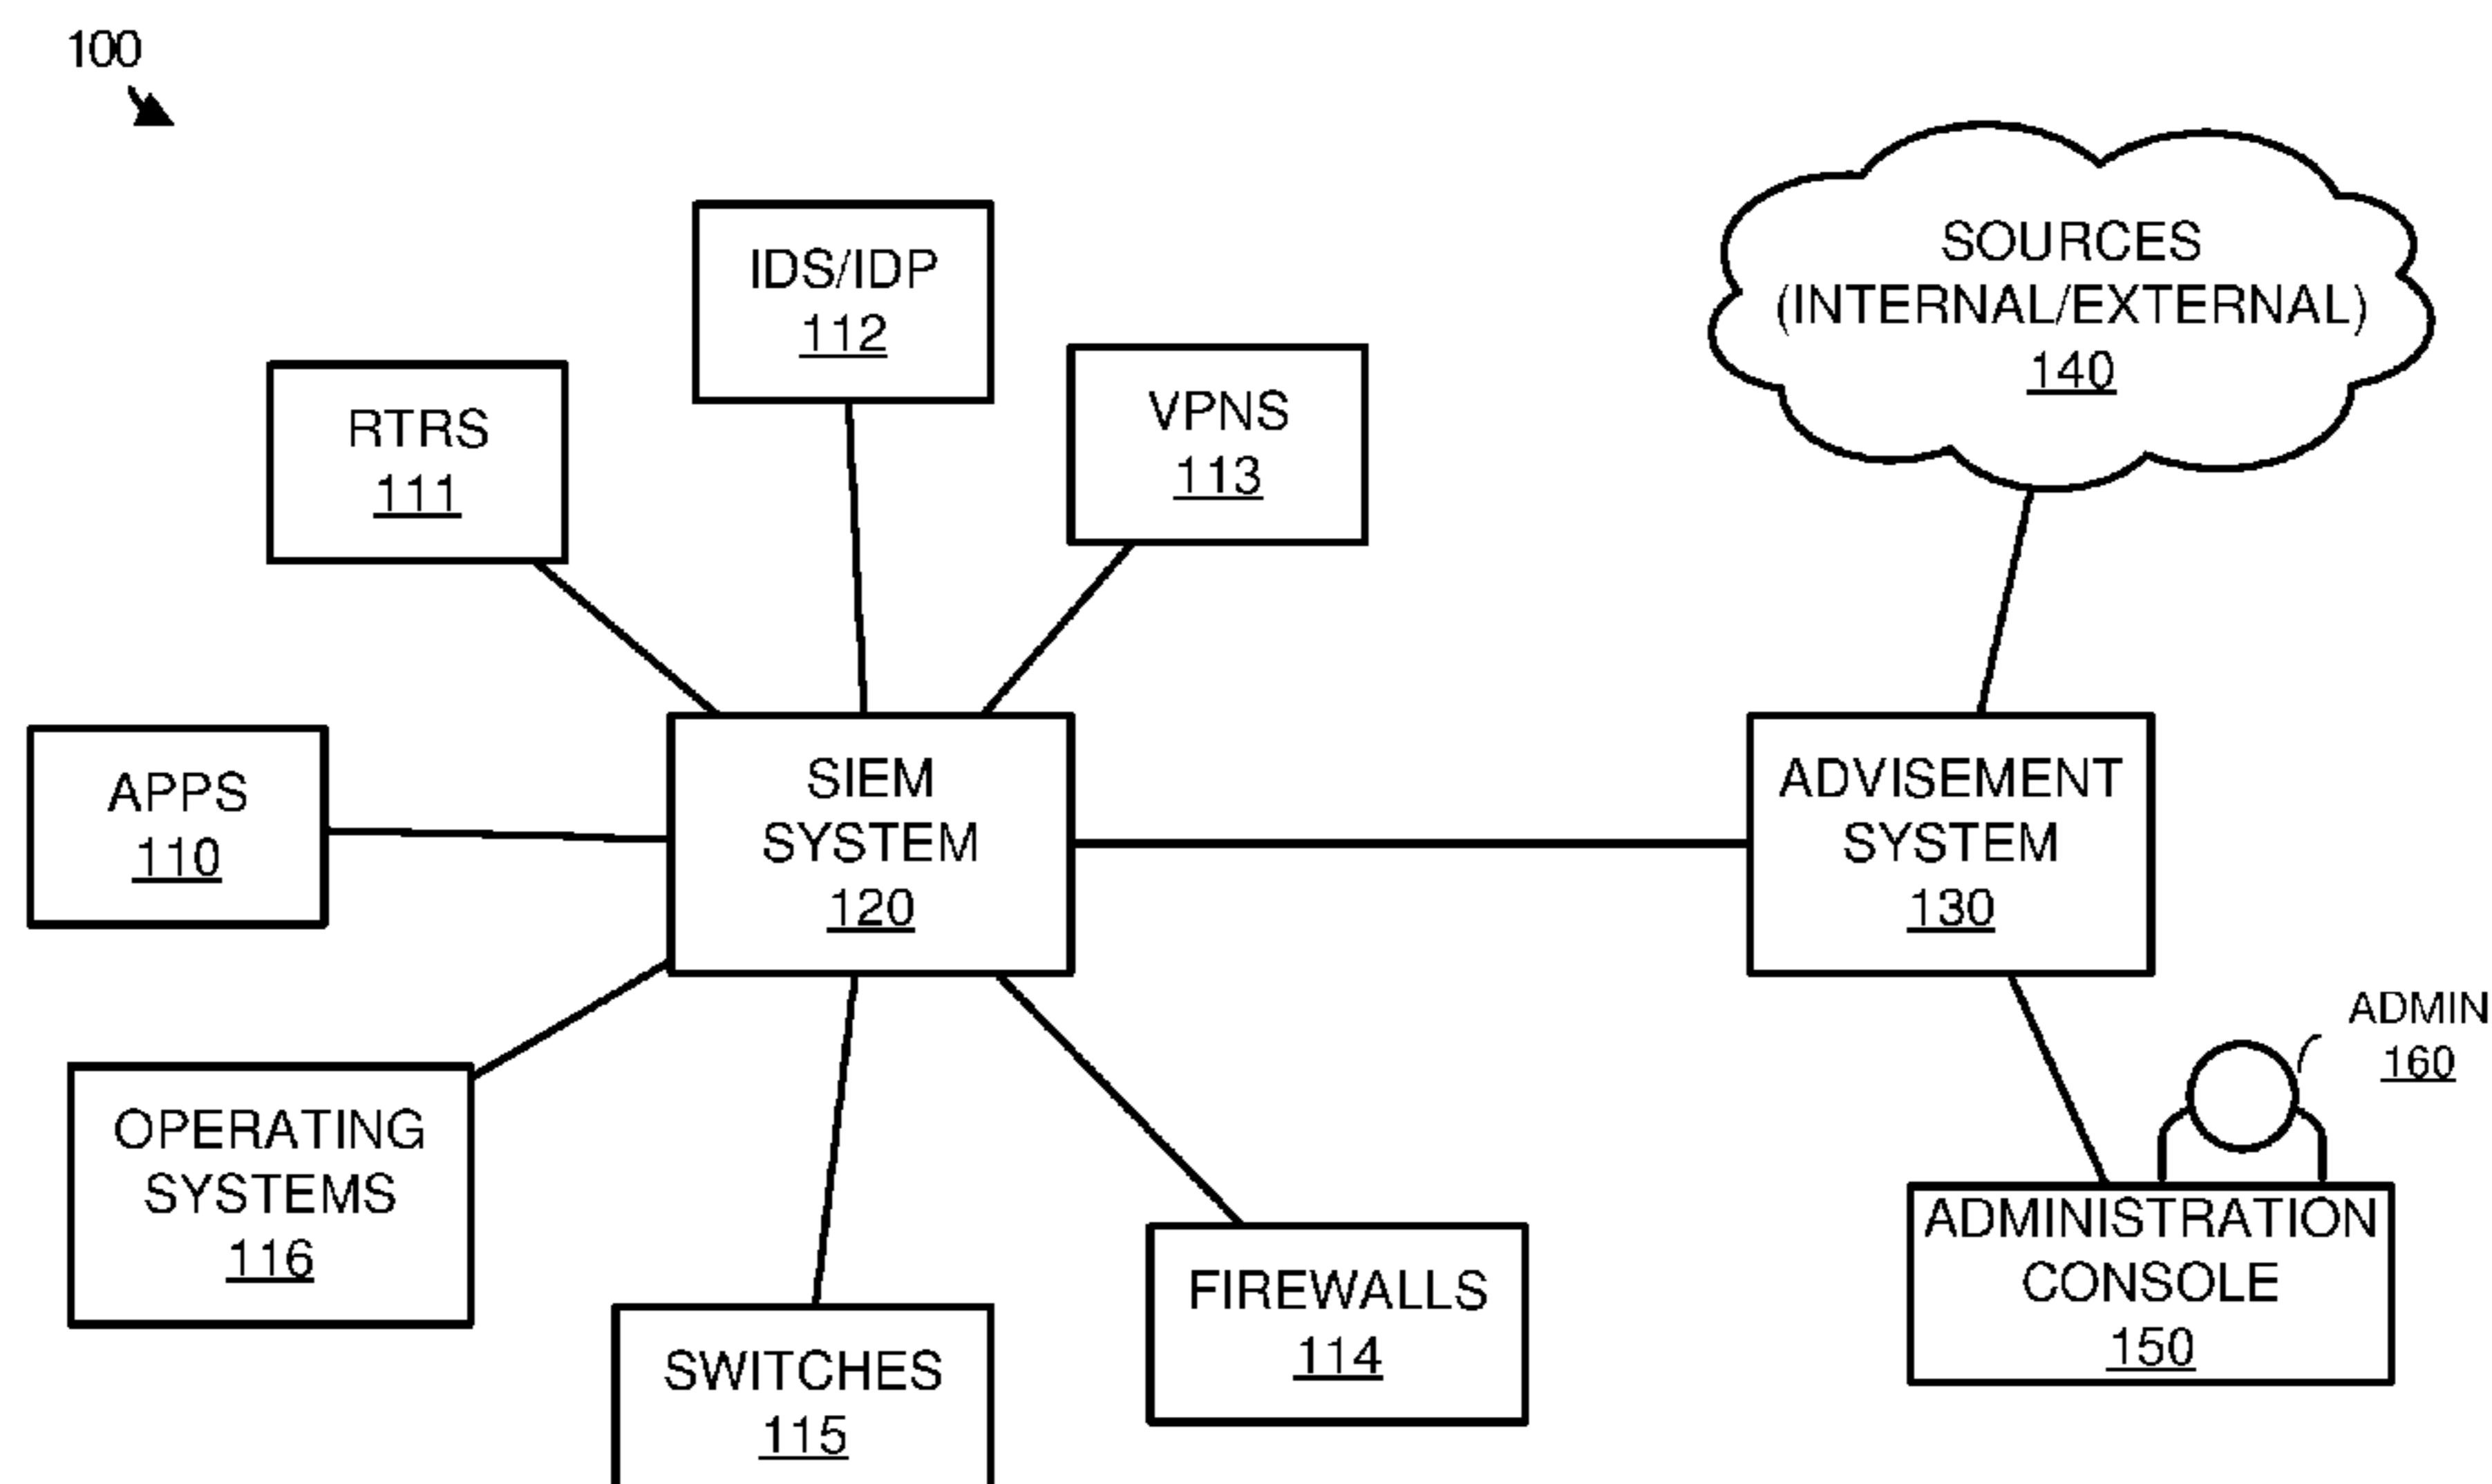 100
IDS/IDP
112
SOURCES
(INTERNAL/EXTERNAL)
140
RTRS
111
VPNS
113
APPS
110
SIEM
SYSTEM
120
ADVISEMENT
SYSTEM
130
ADMIN
160
OPERATING
SYSTEMS
116
SWITCHES
115
FIREWALLS
114
ADMINISTRATION
CONSOLE
150